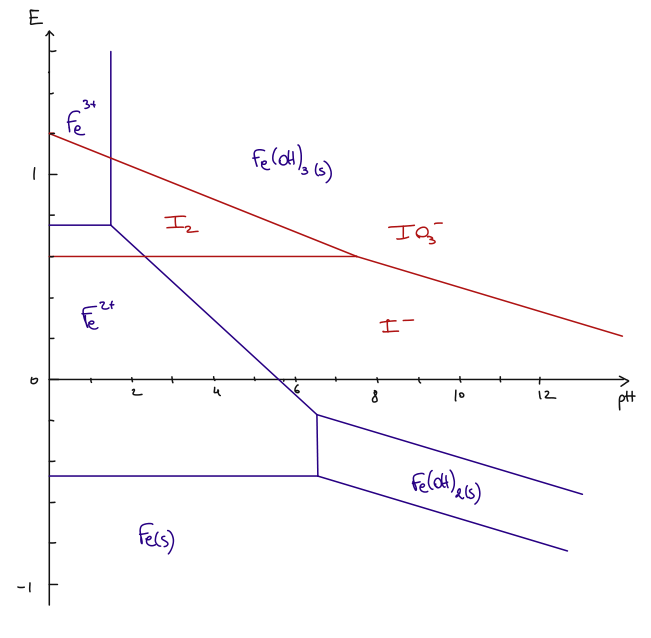 E
Fe³⁺
1
Fe(OH)₃(s)
I₂
IO₃⁻
Fe²⁺
I⁻
0
2 4 6 8 10 12 pH
Fe(OH)₂(s)
Fe(s)
-1